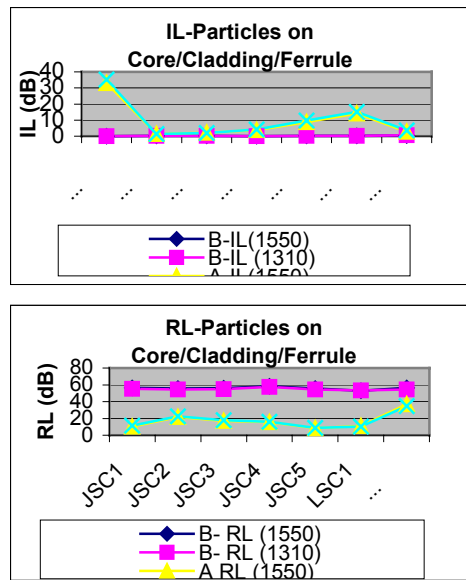 IL-Particles on
Core/Cladding/Ferrule
IL (dB)
40
30
20
10
0
... ... ... ... ... ... ...
B-IL(1550)
B-IL (1310)
A-IL(1550)
RL-Particles on
Core/Cladding/Ferrule
RL (dB)
80
60
40
20
0
JSC1 JSC2 JSC3 JSC4 JSC5 LSC1 ...
B- RL (1550)
B- RL (1310)
A RL (1550)